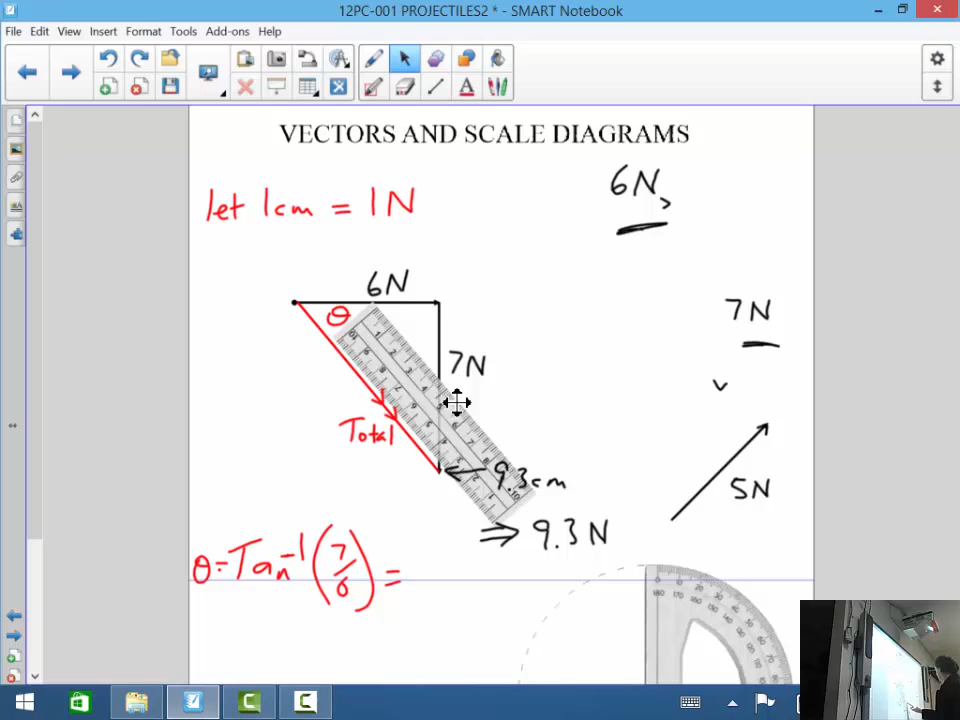 12PC-001 PROJECTILES2 * - SMART Notebook
File Edit View Insert Format Tools Add-ons Help
VECTORS AND SCALE DIAGRAMS
let 1cm = 1N
6N
6N
θ
7N
7N
Total
9.3cm
5N
⇒ 9.3N
θ = Tan⁻¹(7/6) =